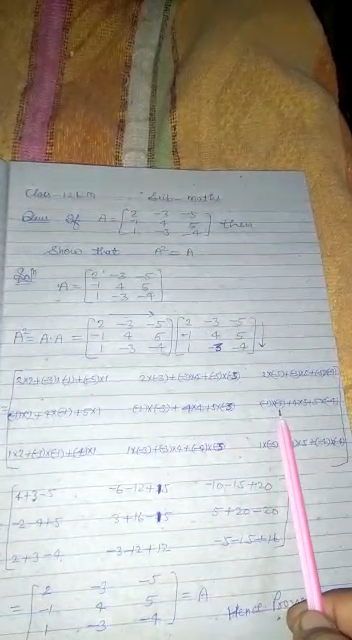 Class-12th Sub-maths
Ques If A = [2 -3 -5
-1 4 5
1 -3 -4] then
Show that A² = A
Solⁿ
A = [2 -3 -5
-1 4 5
1 -3 -4]
A² = A·A = [2 -3 -5] [2 -3 -5]
[-1 4 5] [-1 4 5]
[1 -3 -4] [1 -3 -4]
2×(-3)+(-3)×4+(-5)×(-3)
(-1)×2+4×(-1)+5×1 (-1)×(-3)+4×4+5×(-3) (-1)×(-5)+4×5+5×(-4)
1×2+(-3)×(-1)+(-4)×1 1×(-3)+(-3)×4+(-4)×(-3)
4+3-5 -6-12+15 -10-15+20
-2-4+5 3+16-15 5+20-20
2+3-4 -3-12+12 -5-15+16
= [2 -3 -5
-1 4 5
1 -3 -4] = A
Hence